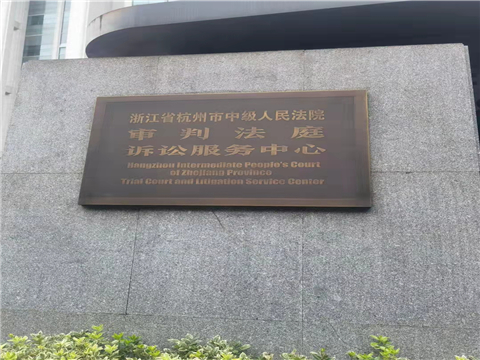 浙江省杭州市中级人民法院
审判法庭
诉讼服务中心
Hangzhou Intermediate People's Court
of Zhejiang Province
Trial Court and Litigation Service Center